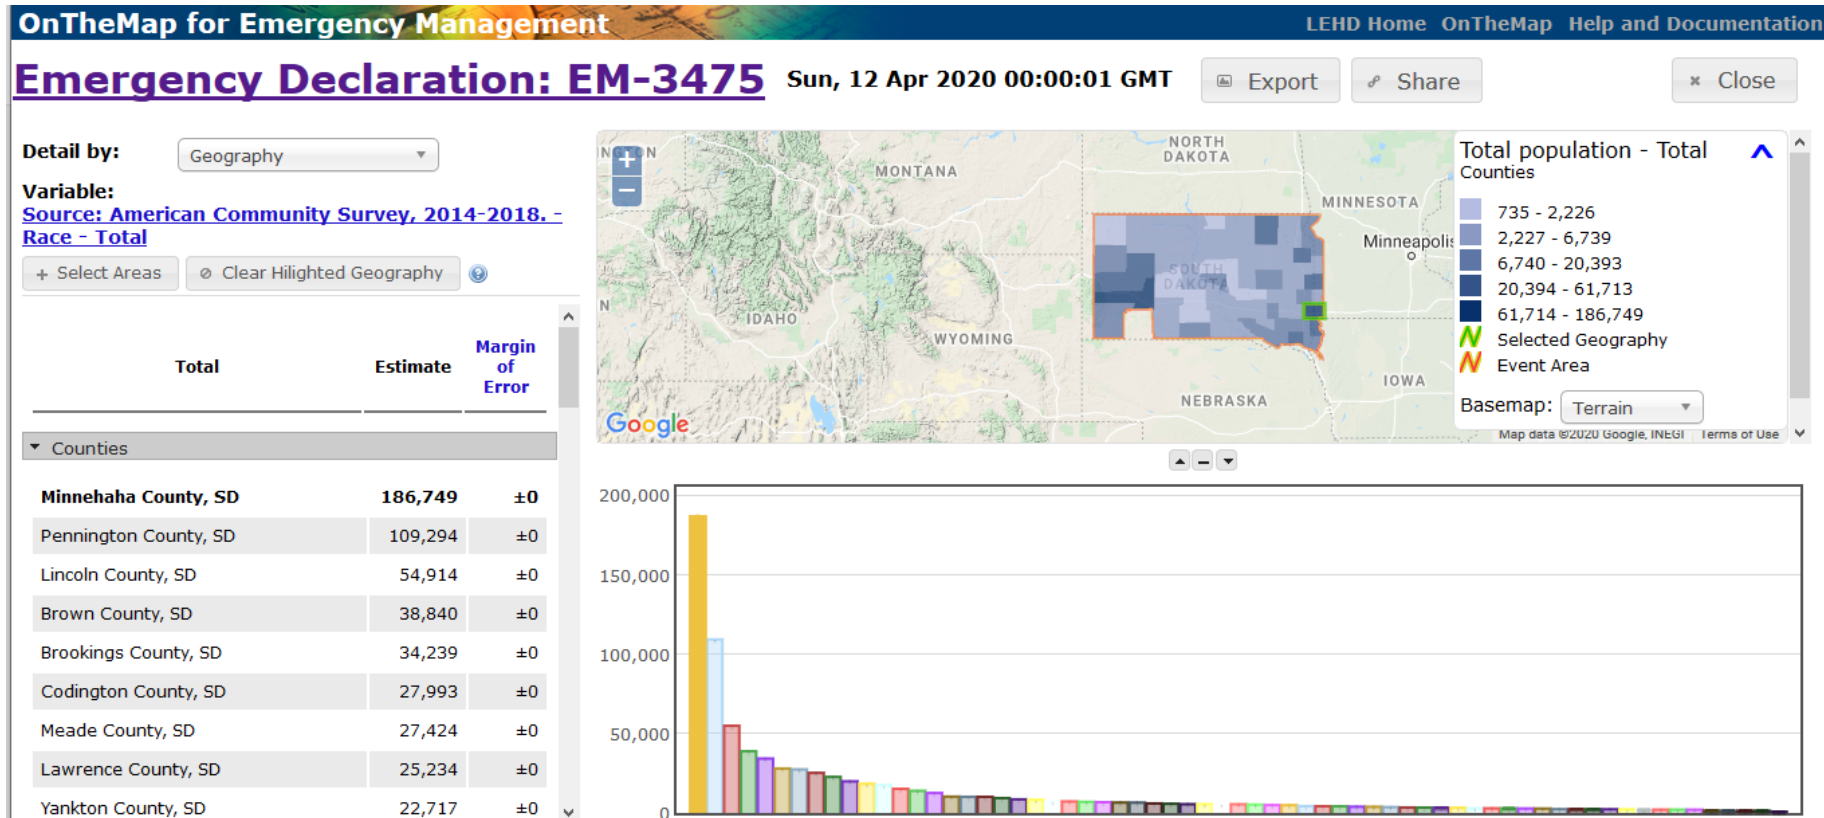 OnTheMap for Emergency Management
LEHD Home OnTheMap Help and Documentation
Emergency Declaration: EM-3475 Sun, 12 Apr 2020 00:00:01 GMT
Export
Share
Close
Detail by: Geography
Variable:
Source: American Community Survey, 2014-2018. -
Race - Total
+ Select Areas
Clear Hilighted Geography
Total Estimate Margin of Error
Counties
Minnehaha County, SD 186,749 ±0
Pennington County, SD 109,294 ±0
Lincoln County, SD 54,914 ±0
Brown County, SD 38,840 ±0
Brookings County, SD 34,239 ±0
Codington County, SD 27,993 ±0
Meade County, SD 27,424 ±0
Lawrence County, SD 25,234 ±0
Yankton County, SD 22,717 ±0
+
−
NORTH
DAKOTA
MONTANA
MINNESOTA
Minneapolis
SOUTH
DAKOTA
IDAHO
WYOMING
IOWA
NEBRASKA
Google
Total population - Total
Counties
735 - 2,226
2,227 - 6,739
6,740 - 20,393
20,394 - 61,713
61,714 - 186,749
Selected Geography
Event Area
Basemap: Terrain
Map data ©2020 Google, INEGI Terms of Use
200,000
150,000
100,000
50,000
0